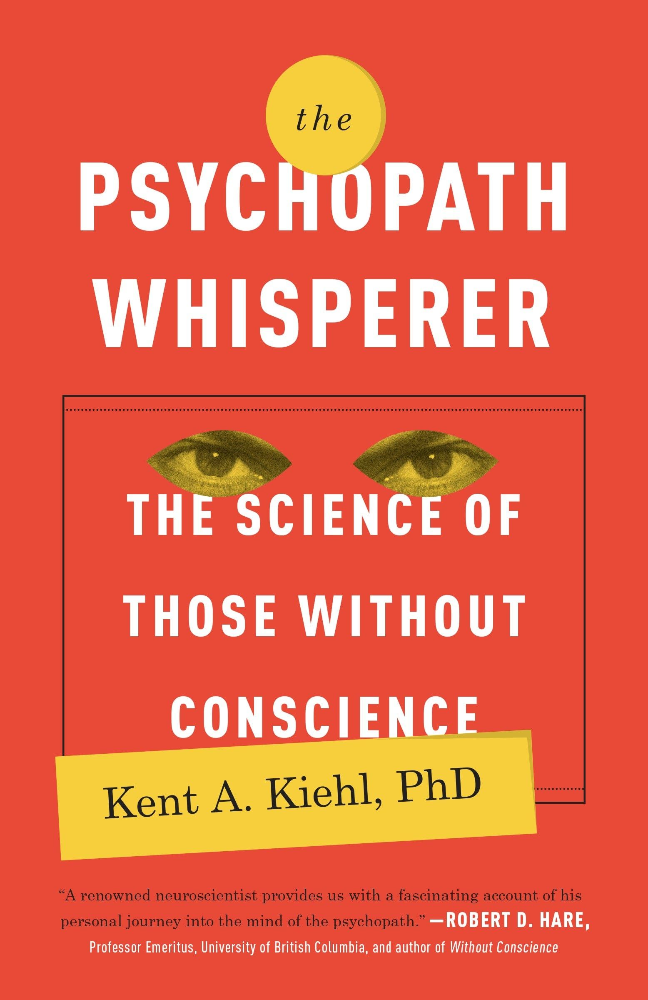 the
PSYCHOPATH
WHISPERER
THE SCIENCE OF
THOSE WITHOUT
CONSCIENCE
Kent A. Kiehl, PhD
“A renowned neuroscientist provides us with a fascinating account of his
personal journey into the mind of the psychopath.” —ROBERT D. HARE,
Professor Emeritus, University of British Columbia, and author of Without Conscience